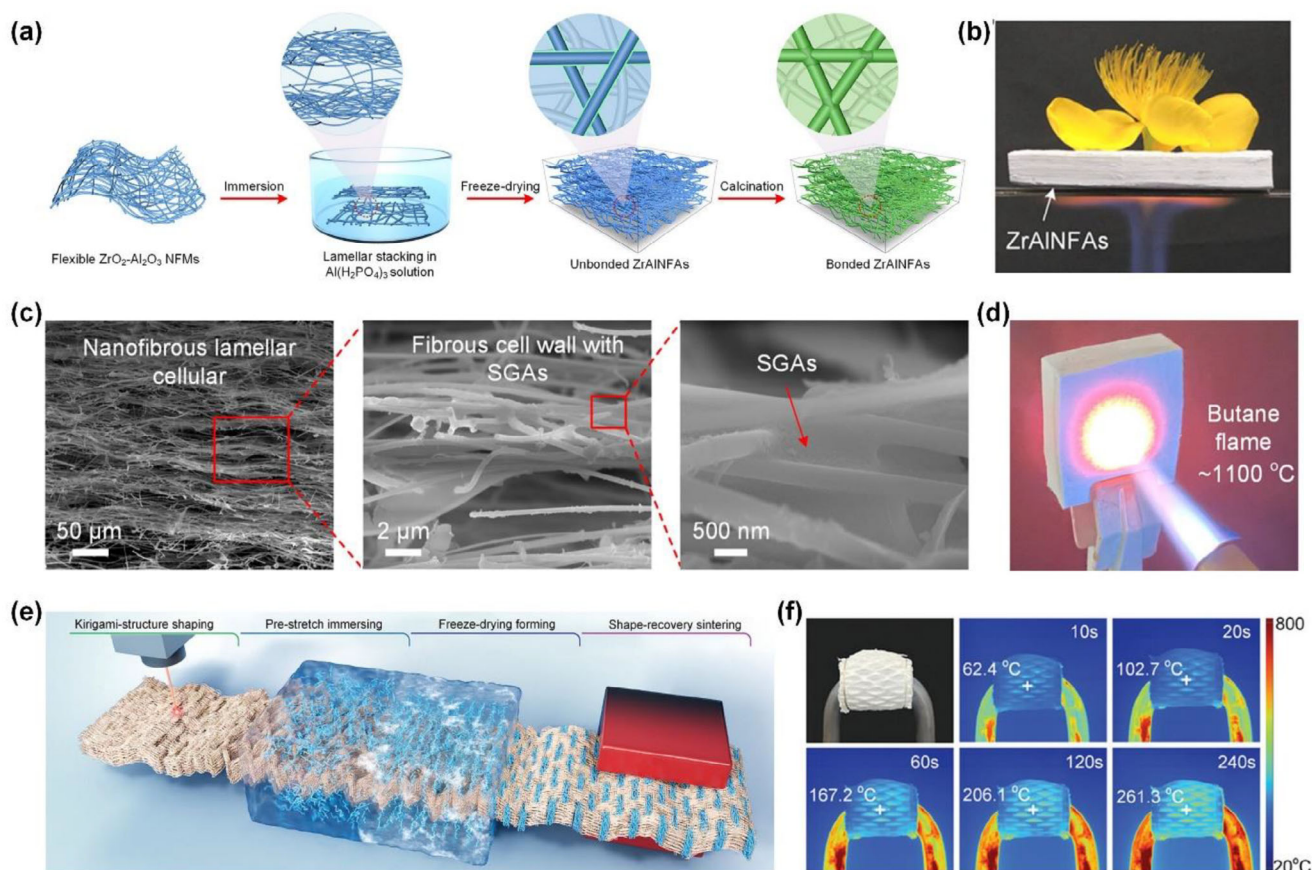 (a)
Immersion
Freeze-drying
Calcination
Flexible ZrO₂-Al₂O₃ NFMs
Lamellar stacking in
Al(H₂PO₄)₃ solution
Unbonded ZrAlNFAs
Bonded ZrAlNFAs
(b)
ZrAlNFAs
(c)
Nanofibrous lamellar
cellular
50 μm
Fibrous cell wall with
SGAs
2 μm
SGAs
500 nm
(d)
Butane
flame
~1100 °C
(e)
Kirigami-structure shaping
Pre-stretch immersing
Freeze-drying forming
Shape-recovery sintering
(f)
10s
62.4 °C
20s
102.7 °C
800
60s
167.2 °C
120s
206.1 °C
240s
261.3 °C
20°C